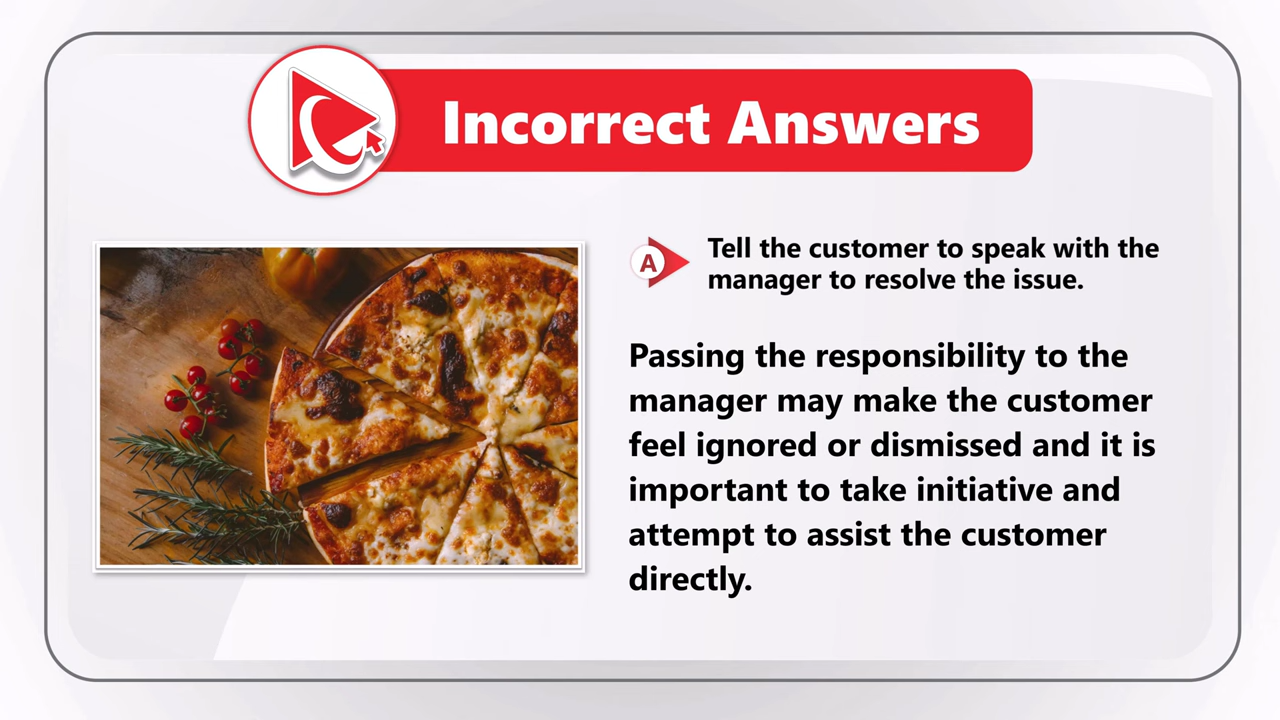 Incorrect Answers
A
Tell the customer to speak with the
manager to resolve the issue.
Passing the responsibility to the
manager may make the customer
feel ignored or dismissed and it is
important to take initiative and
attempt to assist the customer
directly.